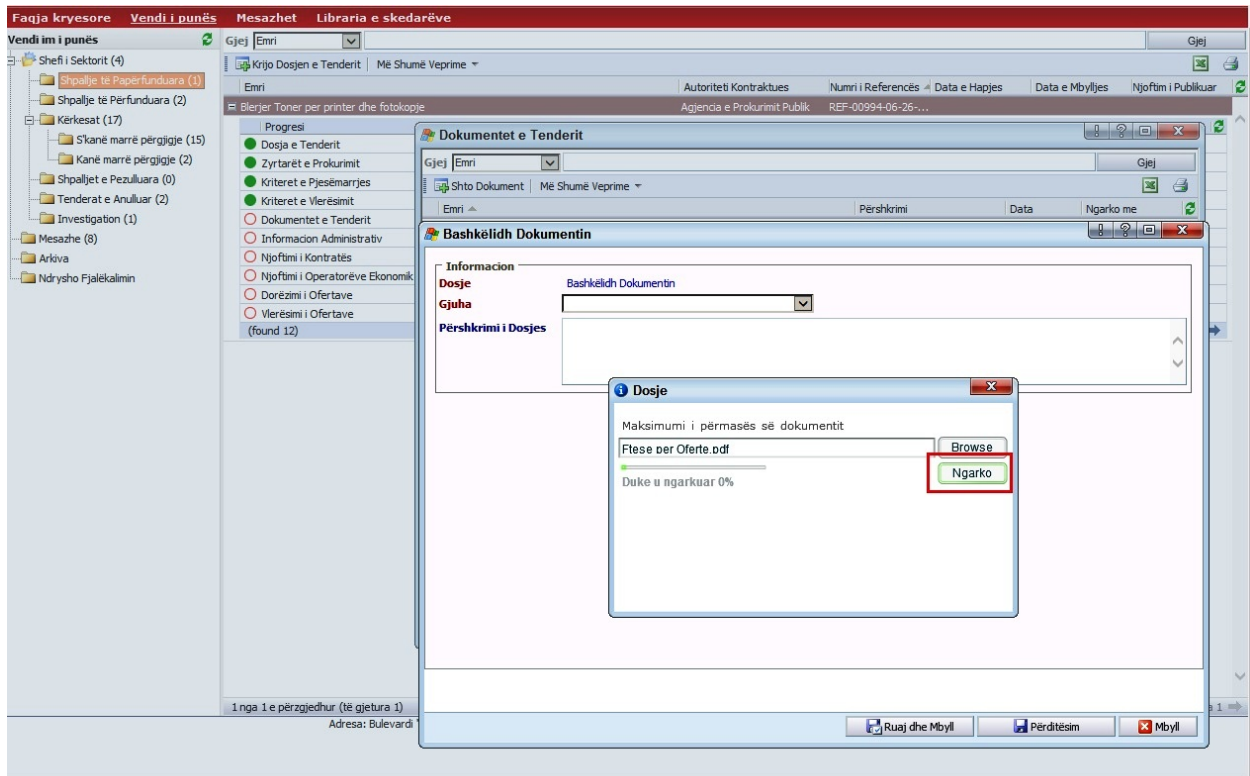 Faqja kryesore Vendi i punës Mesazhet Libraria e skedarëve
Vendi im i punës
Shefi i Sektorit (4)
Shpallje të Papërfunduara (1)
Shpallje të Përfunduara (2)
Kërkesat (17)
S'kanë marrë përgjigje (15)
Kanë marrë përgjigje (2)
Shpalljet e Pezulluara (0)
Tenderat e Anulluar (2)
Investigation (1)
Mesazhe (8)
Arkiva
Ndrysho Fjalëkalimin
Gjej Emri Gjej
Krijo Dosjen e Tenderit Më Shumë Veprime
Emri Autoriteti Kontraktues Numri i Referencës Data e Hapjes Data e Mbylljes Njoftim i Publikuar
Blerjer Toner per printer dhe fotokopje Agjencia e Prokurimit Publik REF-00994-06-26-...
Progresi
Dosja e Tenderit
Zyrtarët e Prokurimit
Kriteret e Pjesëmarrjes
Kriteret e Vlerësimit
Dokumentet e Tenderit
Informacion Administrativ
Njoftimi i Kontratës
Njoftimi i Operatorëve Ekonomik
Dorëzimi i Ofertave
Vlerësimi i Ofertave
(found 12)
Dokumentet e Tenderit
Gjej Emri Gjej
Shto Dokument Më Shumë Veprime
Emri Përshkrimi Data Ngarko me
Bashkëlidh Dokumentin
Informacion
Dosje Bashkëlidh Dokumentin
Gjuha
Përshkrimi i Dosjes
Dosje
Maksimumi i përmasës së dokumentit
Ftese per Oferte.pdf Browse
Ngarko
Duke u ngarkuar 0%
Ruaj dhe Mbyll Përditësim Mbyll
1 nga 1 e përzgjedhur (të gjetura 1)
Adresa: Bulevardi